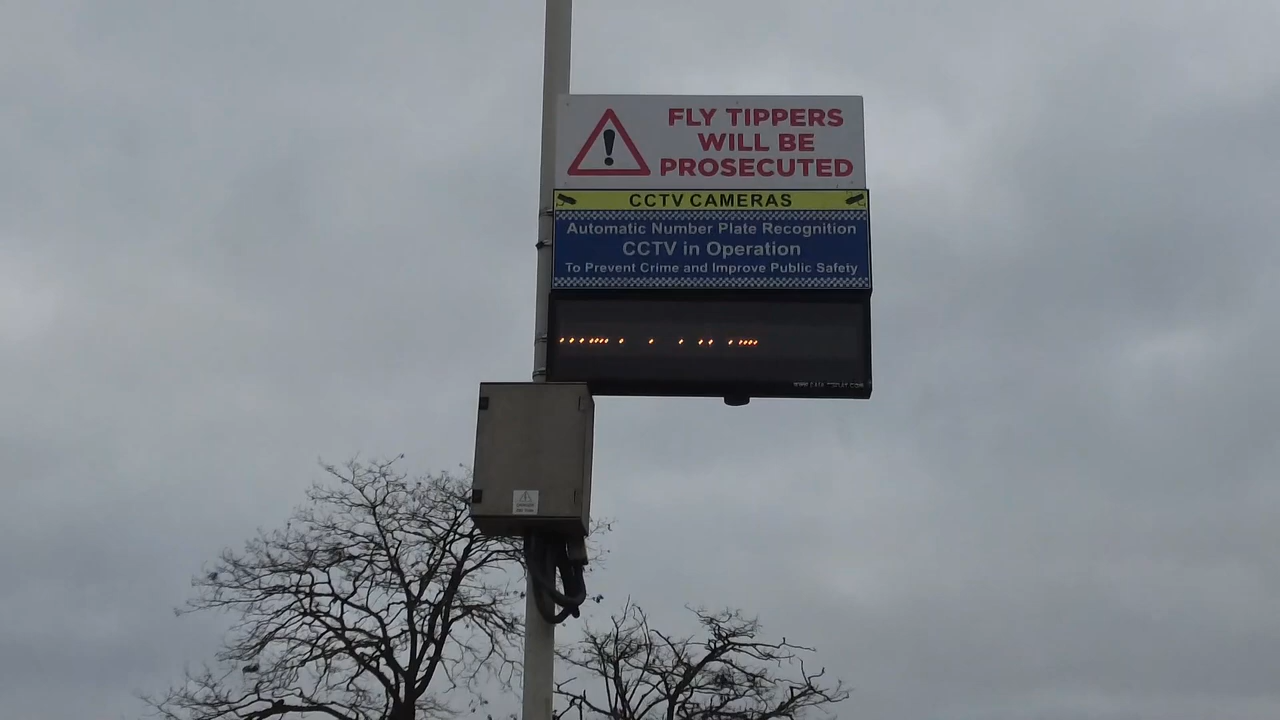 FLY TIPPERS
WILL BE
PROSECUTED
CCTV CAMERAS
Automatic Number Plate Recognition
CCTV in Operation
To Prevent Crime and Improve Public Safety